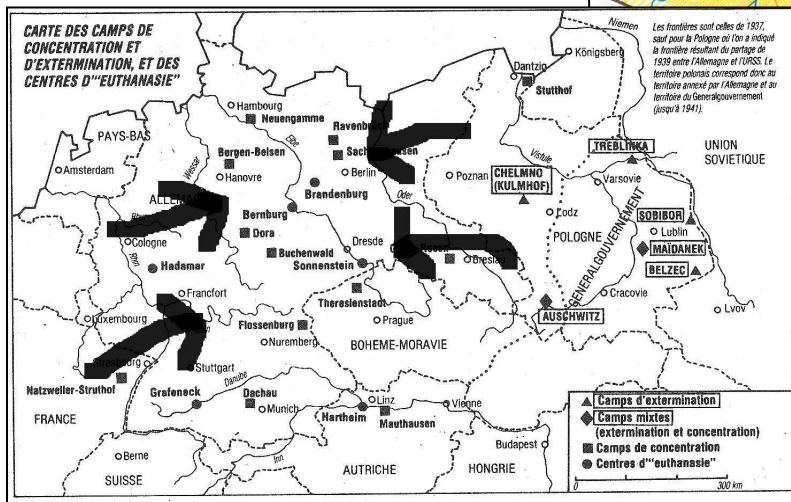 CARTE DES CAMPS DE
CONCENTRATION ET
D'EXTERMINATION, ET DES
CENTRES D'"EUTHANASIE"
Les frontières sont celles de 1937,
sauf pour la Pologne où l'on a indiqué
la frontière résultant du partage de
1939 entre l'Allemagne et l'URSS. Le
territoire polonais correspond donc au
territoire annexé par l'Allemagne et au
territoire du Generalgouvernement
(jusqu'à 1941).
Niemen
Königsberg
Dantzig
Stutthof
Hambourg
Neuengamme
Ravenbrück
PAYS-BAS
Elbe
Bergen-Belsen
Weser
TREBLINKA
UNION
SOVIETIQUE
Amsterdam
Hanovre
Berlin
Vistule
Poznan
CHELMNO
(KULMHOF)
Varsovie
Brandenburg
Oder
Bernburg
Lodz
SOBIBOR
Lublin
POLOGNE
GENERALGOUVERNEMENT
MAÏDANEK
Dora
Cologne
Dresde
Buchenwald
Sonnenstein
Breslau
BELZEC
Rhin
Hadamar
Theresienstadt
Cracovie
Francfort
AUSCHWITZ
Lvov
Luxembourg
Flossenburg
Prague
Nuremberg
BOHEME-MORAVIE
Strasbourg
Stuttgart
Natzweiler-Struthof
Danube
Grafeneck
Dachau
Munich
Linz
Hartheim
Mauthausen
Vienne
FRANCE
Budapest
Berne
Inn
SUISSE
AUTRICHE
HONGRIE
Camps d'extermination
Camps mixtes
(extermination et concentration)
Camps de concentration
Centres d'"euthanasie"
0
300 km